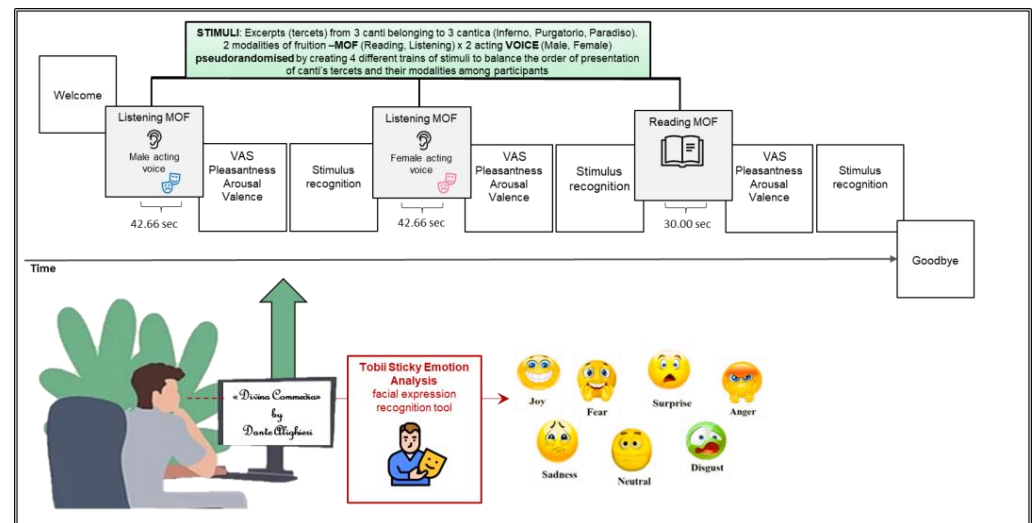 STIMULI: Excerpts (tercets) from 3 canti belonging to 3 cantica (Inferno, Purgatorio, Paradiso).
2 modalities of fruition –MOF (Reading, Listening) x 2 acting VOICE (Male, Female)
pseudorandomised by creating 4 different trains of stimuli to balance the order of presentation
of canti's tercets and their modalities among participants
Welcome
Listening MOF
Male acting
voice
42.66 sec
VAS
Pleasantness
Arousal
Valence
Stimulus
recognition
Listening MOF
Female acting
voice
42.66 sec
VAS
Pleasantness
Arousal
Valence
Stimulus
recognition
Reading MOF
30.00 sec
VAS
Pleasantness
Arousal
Valence
Stimulus
recognition
Goodbye
Time
« Divina Commedia»
by
Dante Alighieri
Tobii Sticky Emotion
Analysis
facial expression
recognition tool
Joy
Fear
Surprise
Anger
Sadness
Neutral
Disgust